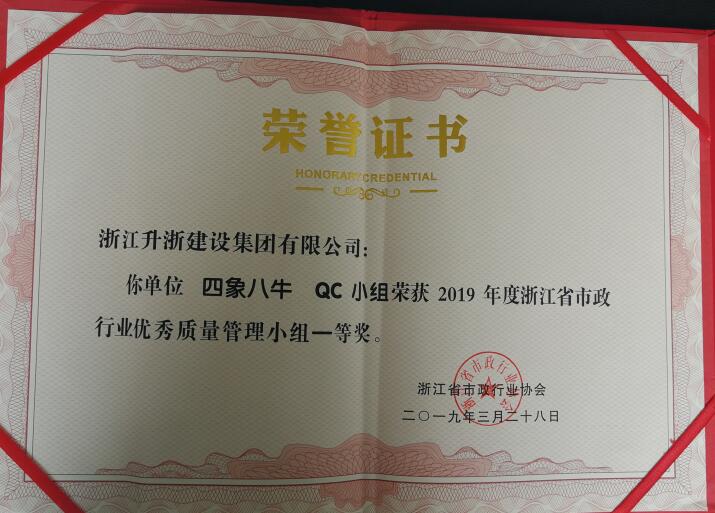 荣誉证书
HONORARYCREDENTIAL
浙江升浙建设集团有限公司：
你单位 四象八牛 QC 小组荣获 2019 年度浙江省市政
行业优秀质量管理小组一等奖。
浙江省市政行业协会
二〇一九年三月二十八日